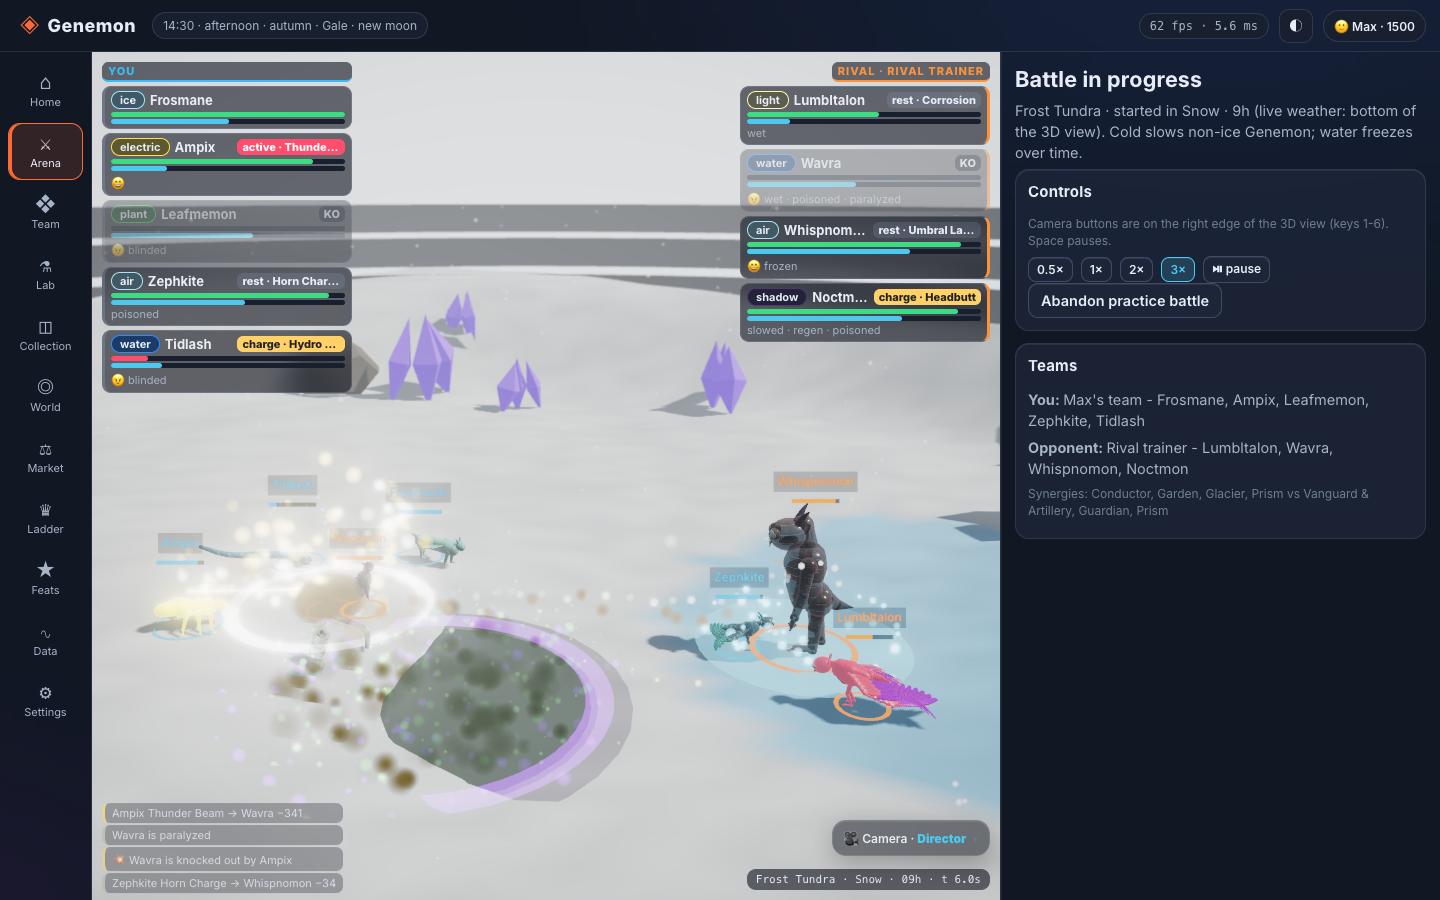 Genemon
14:30 · afternoon · autumn · Gale · new moon
62 fps · 5.6 ms
Max · 1500
Home
Arena
Team
Lab
Collection
World
Market
Ladder
Feats
Data
Settings
YOU
ice Frosmane
electric Ampix active · Thunde...
plant Leafmemon KO
blinded
air Zephkite rest · Horn Char...
poisoned
water Tidlash charge · Hydro ...
blinded
RIVAL · RIVAL TRAINER
light Lumbltalon rest · Corrosion
wet
water Wavra KO
wet · poisoned · paralyzed
air Whispnom... rest · Umbral La...
frozen
shadow Noctm... charge · Headbutt
slowed · regen · poisoned
Whispnomon
Zephkite
Lumbltalon
Ampix Thunder Beam → Wavra −341
Wavra is paralyzed
Wavra is knocked out by Ampix
Zephkite Horn Charge → Whispnomon −34
Camera · Director
Frost Tundra · Snow · 09h · t 6.0s
Battle in progress
Frost Tundra · started in Snow · 9h (live weather: bottom of
the 3D view). Cold slows non-ice Genemon; water freezes
over time.
Controls
Camera buttons are on the right edge of the 3D view (keys 1-6).
Space pauses.
0.5× 1× 2× 3× pause
Abandon practice battle
Teams
You: Max's team - Frosmane, Ampix, Leafmemon,
Zephkite, Tidlash
Opponent: Rival trainer - Lumbltalon, Wavra,
Whispnomon, Noctmon
Synergies: Conductor, Garden, Glacier, Prism vs Vanguard &
Artillery, Guardian, Prism